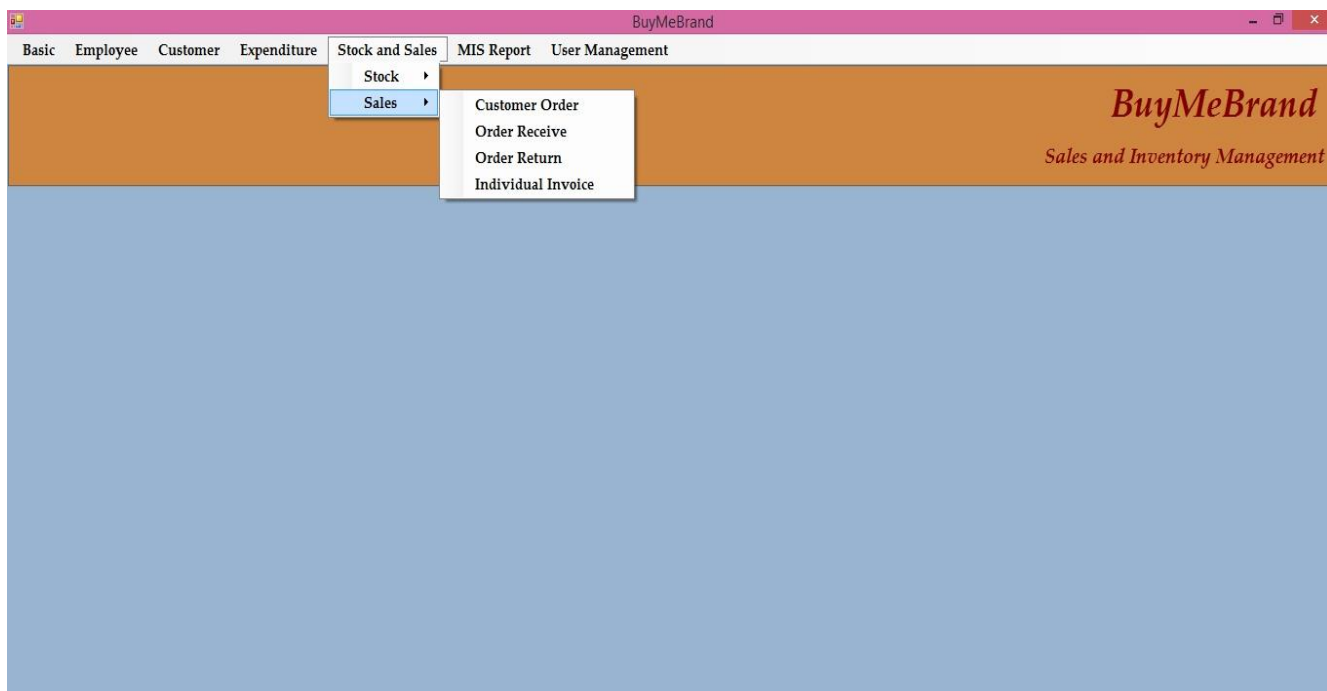 BuyMeBrand
Basic Employee Customer Expenditure Stock and Sales MIS Report User Management
Stock
Sales
Customer Order
Order Receive
Order Return
Individual Invoice
BuyMeBrand
Sales and Inventory Management